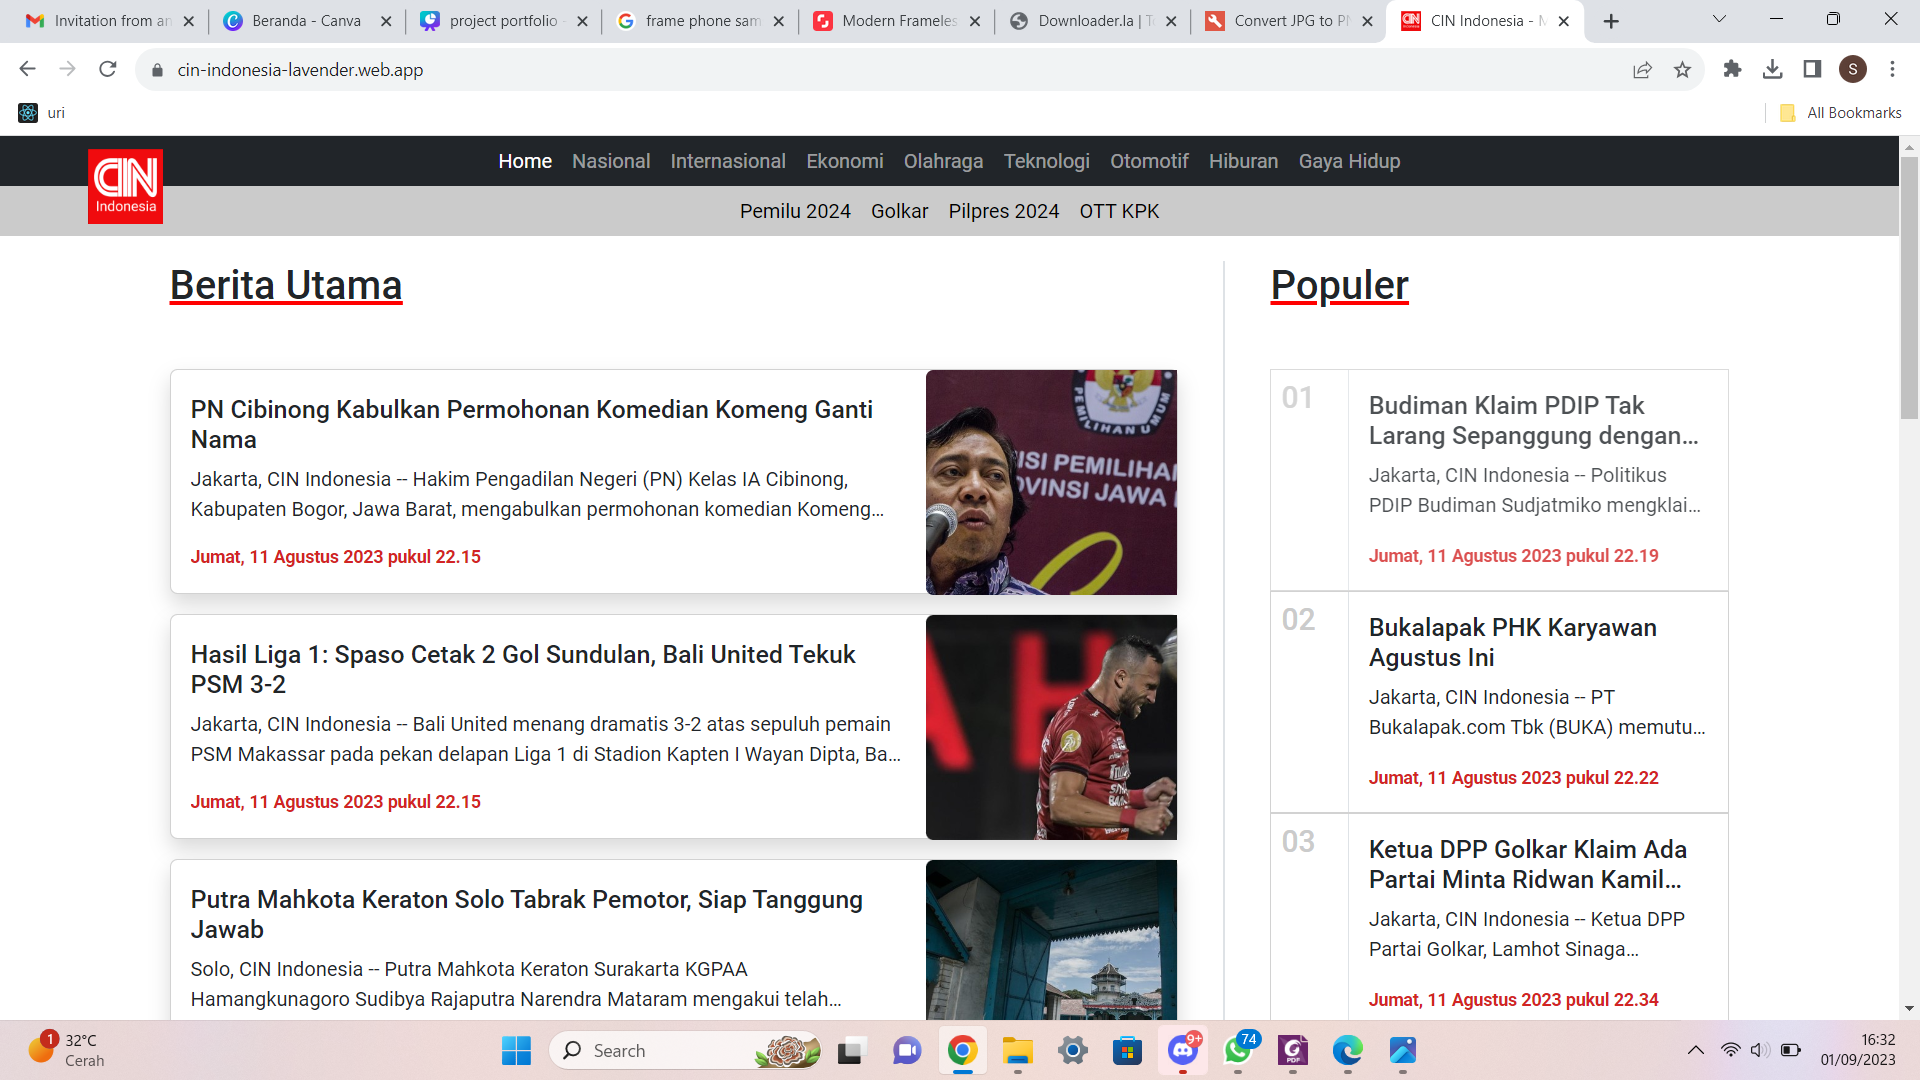 Invitation from an
Beranda - Canva
project portfolio -
frame phone sam
Modern Frameles
Downloader.la | Te
Convert JPG to PN
CIN Indonesia - M
cin-indonesia-lavender.web.app
S
uri
All Bookmarks
CIN
Indonesia
Home Nasional Internasional Ekonomi Olahraga Teknologi Otomotif Hiburan Gaya Hidup
Pemilu 2024 Golkar Pilpres 2024 OTT KPK
Berita Utama
PN Cibinong Kabulkan Permohonan Komedian Komeng Ganti
Nama
Jakarta, CIN Indonesia -- Hakim Pengadilan Negeri (PN) Kelas IA Cibinong,
Kabupaten Bogor, Jawa Barat, mengabulkan permohonan komedian Komeng...
Jumat, 11 Agustus 2023 pukul 22.15
PEMILIHAN UMUM
ISI PEMILIHA
OVINSI JAWA
Hasil Liga 1: Spaso Cetak 2 Gol Sundulan, Bali United Tekuk
PSM 3-2
Jakarta, CIN Indonesia -- Bali United menang dramatis 3-2 atas sepuluh pemain
PSM Makassar pada pekan delapan Liga 1 di Stadion Kapten I Wayan Dipta, Ba...
Jumat, 11 Agustus 2023 pukul 22.15
A H
Putra Mahkota Keraton Solo Tabrak Pemotor, Siap Tanggung
Jawab
Solo, CIN Indonesia -- Putra Mahkota Keraton Surakarta KGPAA
Hamangkunagoro Sudibya Rajaputra Narendra Mataram mengakui telah...
Populer
01
Budiman Klaim PDIP Tak
Larang Sepanggung dengan...
Jakarta, CIN Indonesia -- Politikus
PDIP Budiman Sudjatmiko mengklai...
Jumat, 11 Agustus 2023 pukul 22.19
02
Bukalapak PHK Karyawan
Agustus Ini
Jakarta, CIN Indonesia -- PT
Bukalapak.com Tbk (BUKA) memutu...
Jumat, 11 Agustus 2023 pukul 22.22
03
Ketua DPP Golkar Klaim Ada
Partai Minta Ridwan Kamil...
Jakarta, CIN Indonesia -- Ketua DPP
Partai Golkar, Lamhot Sinaga...
Jumat, 11 Agustus 2023 pukul 22.34
1
32°C
Cerah
Search
9+
74
PDF
16:32
01/09/2023